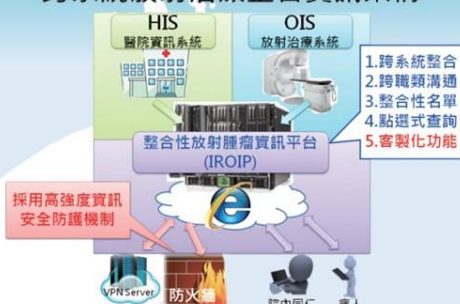 HIS
醫院資訊系統
OIS
放射治療系統
1.跨系統整合
2.跨職類溝通
3.整合性名單
4.點選式查詢
5.客製化功能
整合性放射腫瘤資訊平台
(IROIP)
採用高強度資訊
安全防護機制
VPN Server
防火牆